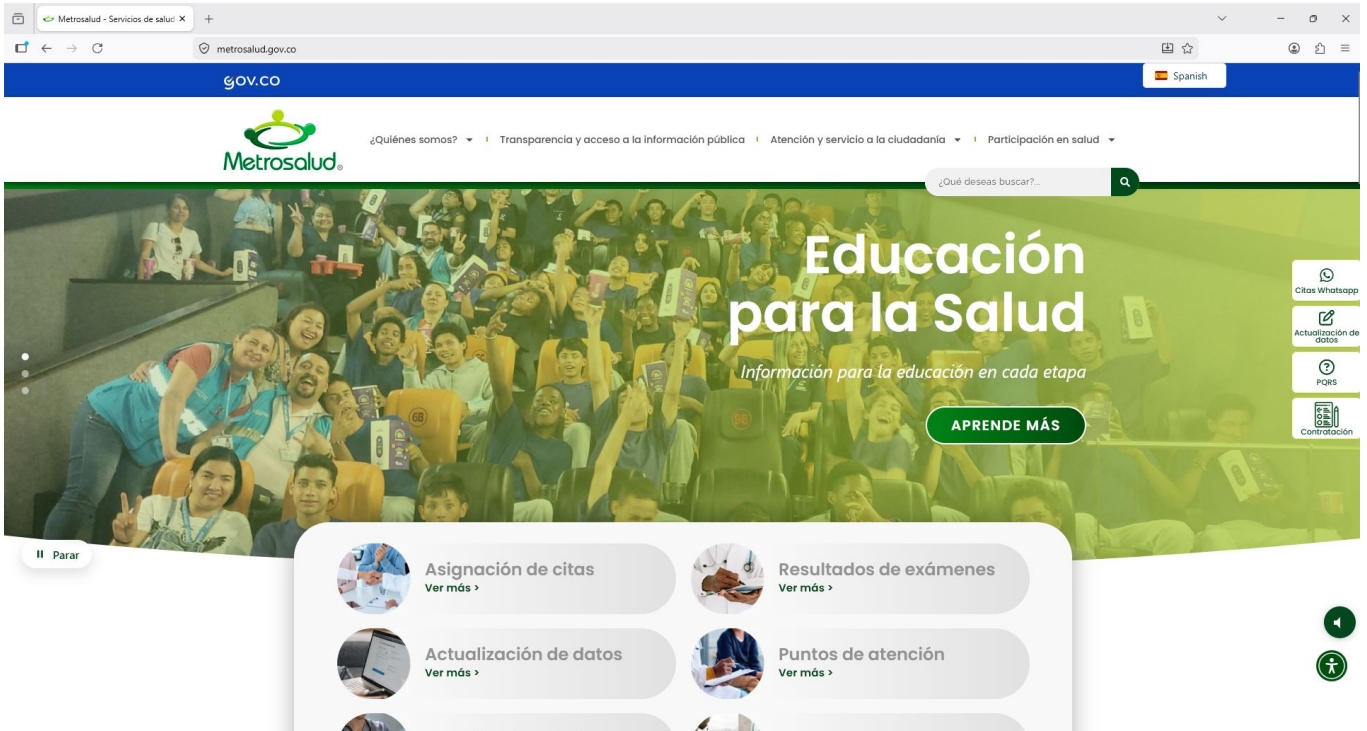 Metrosalud - Servicios de salud
metrosalud.gov.co
GOV.CO
Spanish
Metrosalud®
¿Quiénes somos?
Transparencia y acceso a la información pública
Atención y servicio a la ciudadanía
Participación en salud
¿Qué deseas buscar?...
Educación
para la Salud
Información para la educación en cada etapa
APRENDE MÁS
Citas Whatsapp
Actualización de
datos
PQRS
Contratación
Parar
6B
9B
Asignación de citas
Ver más >
Resultados de exámenes
Ver más >
Actualización de datos
Ver más >
Puntos de atención
Ver más >